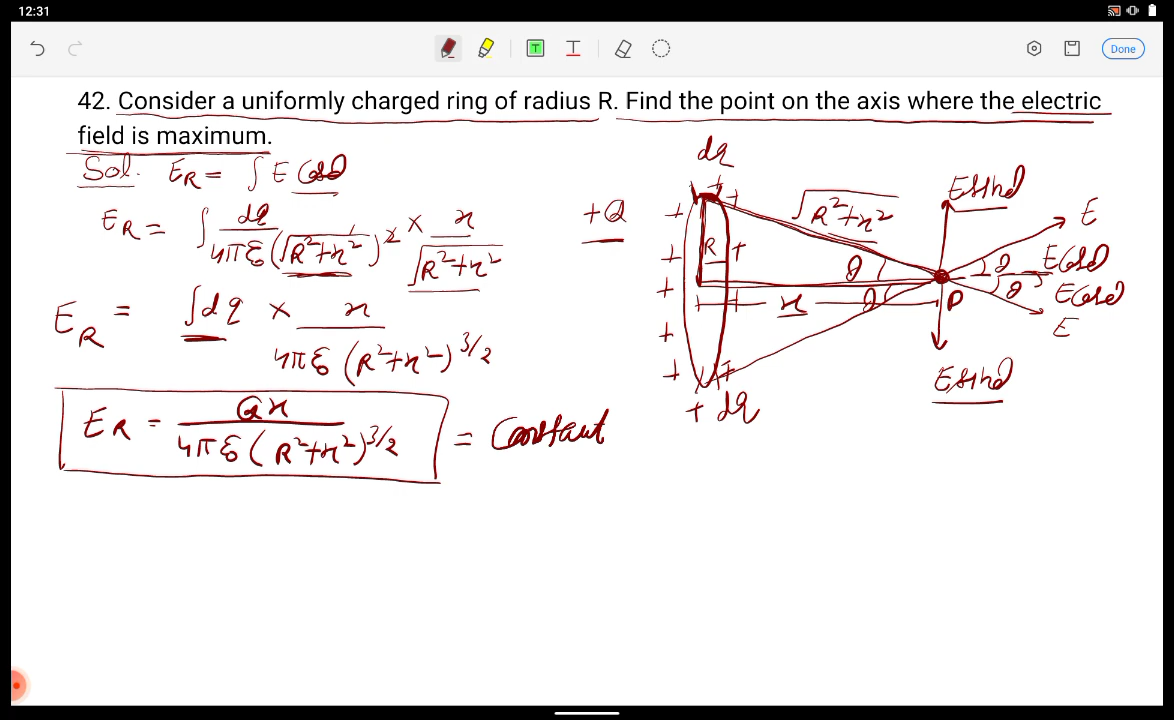 12:31
T T Done
42. Consider a uniformly charged ring of radius R. Find the point on the axis where the electric
field is maximum.
Sol. E_R = ∫ E Cosθ
E_R = ∫ dq / 4πε (√R²+x²)² × x / √R²+x²
E_R = ∫dq × x / 4πε (R²+x²)^3/2
E_R = Qx / 4πε (R²+x²)^3/2 = Constant
dq
+ + +
+Q
+
+
+
+
+
+
R
+
√R²+x²
θ
θ
x
P
E Sinθ
E
θ E Cosθ
θ E Cosθ
E
E Sinθ
+ dq